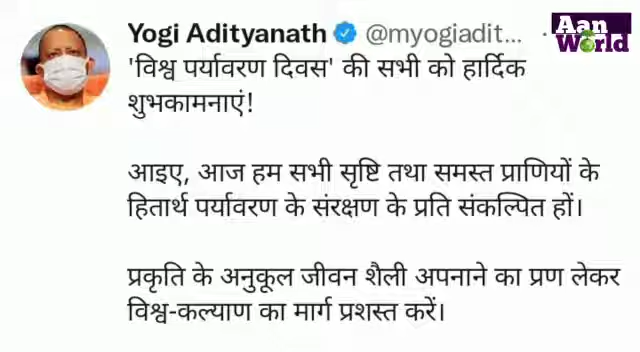 Yogi Adityanath @myogiadit... ·
Aan
World
'विश्व पर्यावरण दिवस' की सभी को हार्दिक
शुभकामनाएं!
आइए, आज हम सभी सृष्टि तथा समस्त प्राणियों के
हितार्थ पर्यावरण के संरक्षण के प्रति संकल्पित हों।
प्रकृति के अनुकूल जीवन शैली अपनाने का प्रण लेकर
विश्व-कल्याण का मार्ग प्रशस्त करें।